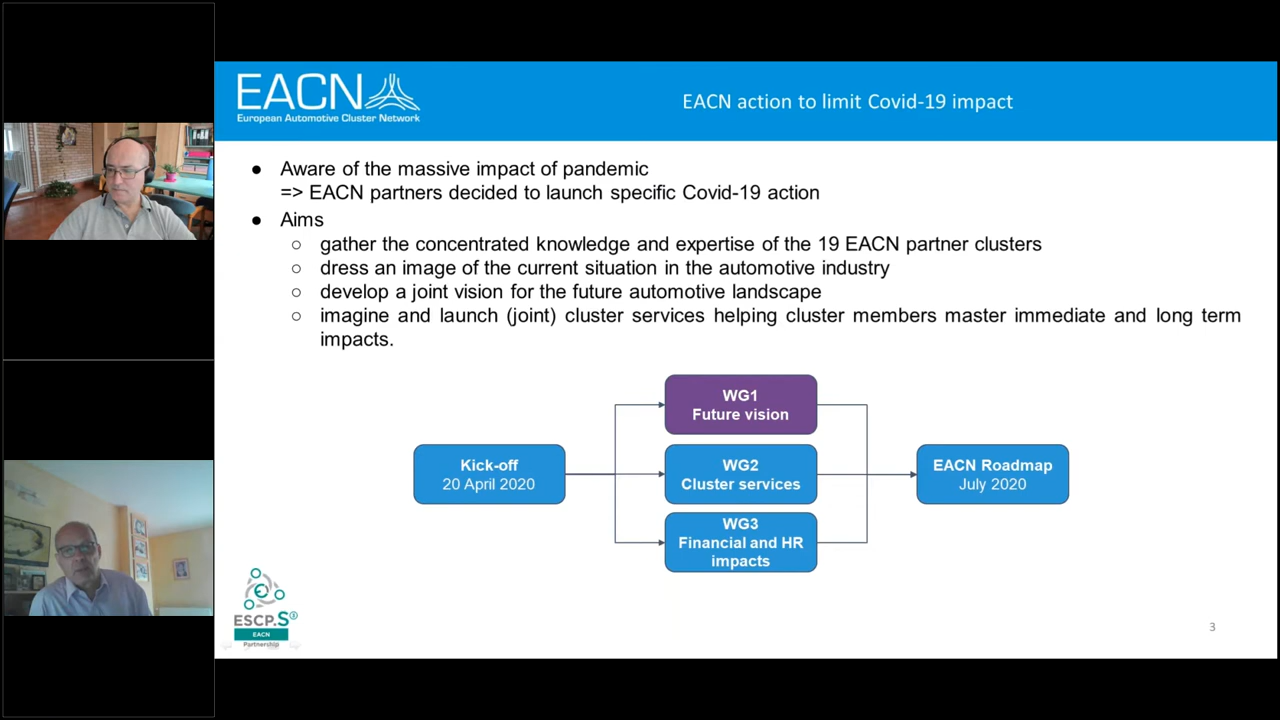 EACN
European Automotive Cluster Network
EACN action to limit Covid-19 impact
● Aware of the massive impact of pandemic
=> EACN partners decided to launch specific Covid-19 action
● Aims
○ gather the concentrated knowledge and expertise of the 19 EACN partner clusters
○ dress an image of the current situation in the automotive industry
○ develop a joint vision for the future automotive landscape
○ imagine and launch (joint) cluster services helping cluster members master immediate and long term
impacts.
WG1
Future vision
Kick-off
20 April 2020
WG2
Cluster services
EACN Roadmap
July 2020
WG3
Financial and HR
impacts
ESCP.S
EACN
Partnership
3